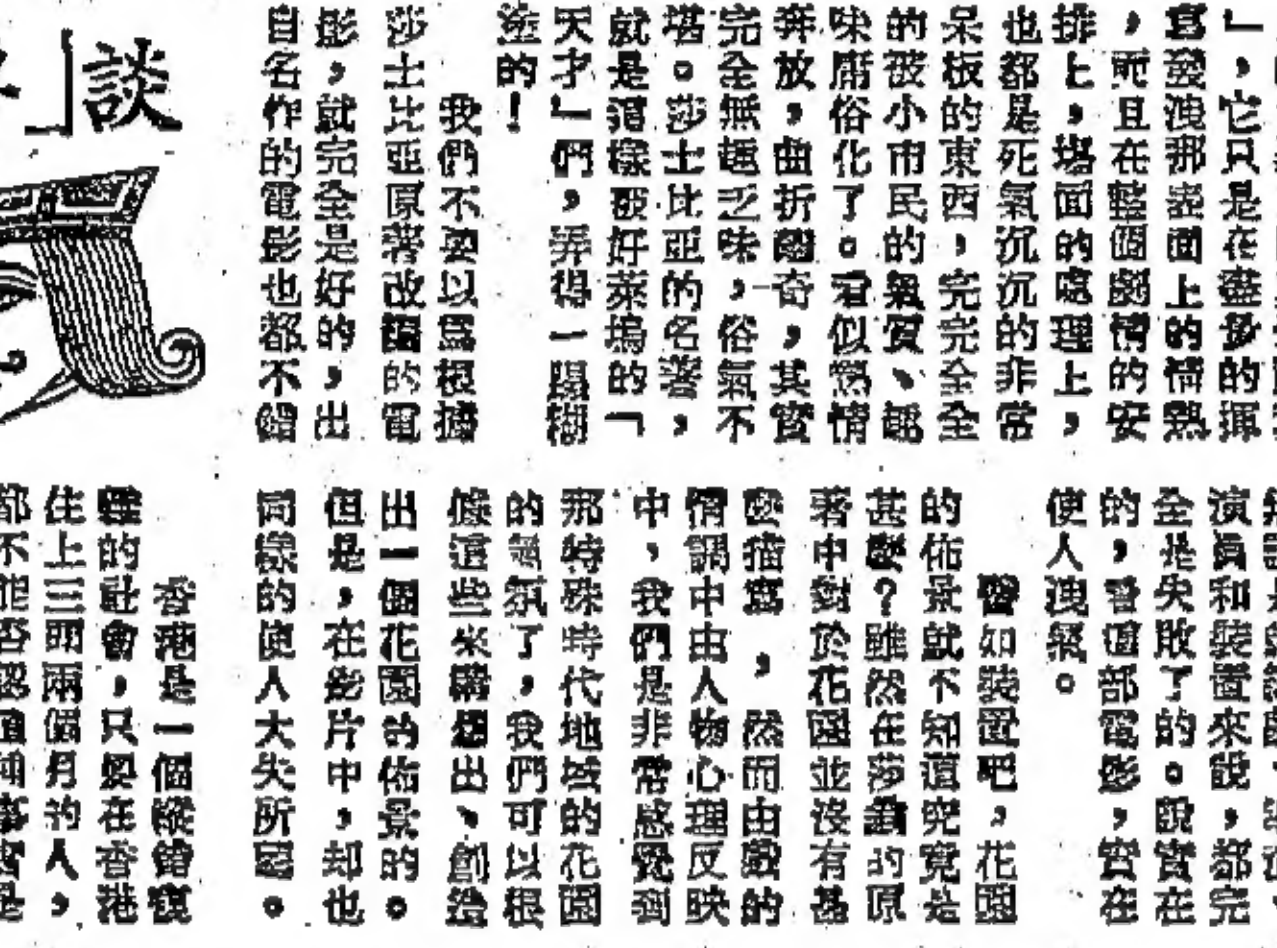 」,它只是在盡量的揮
寫發洩那表面上的情熱
,而且在整個劇情的安
排上,場面的處理上,
也都是死氣沉沉的非常
呆板的東西,完完全全
的被小市民的氣質、趣
味庸俗化了。看似熱情
奔放,曲折離奇,其實
完全無趣乏味,俗氣不
堪。莎士比亞的名著,
就是這樣被好萊塢的「
天才」們,弄得一蹋糊
塗的!
我們不要以爲根據
莎士比亞原著改編的電
影,就完全是好的,出
自名作的電影也都不錯
談
演員和裝置來說,都完
全是失敗了的。說實在
的,看這部電影,實在
使人洩氣。
譬如裝置吧,花園
的佈景就不知道究竟是
甚麼?雖然在莎翁的原
著中對於花園並沒有甚
麼描寫,然而由戲的
情調中由人物心理反映
中,我們是非常感覺到
那特殊時代地域的花園
的氣氛了,我們可以根
據這些來構想出、創造
出一個花園的佈景的。
但是,在此片中,却也
同樣的使人大失所望。
香港是一個縱錯複
雜的社會,只要在香港
住上三頭兩個月的人,
都不能否認這